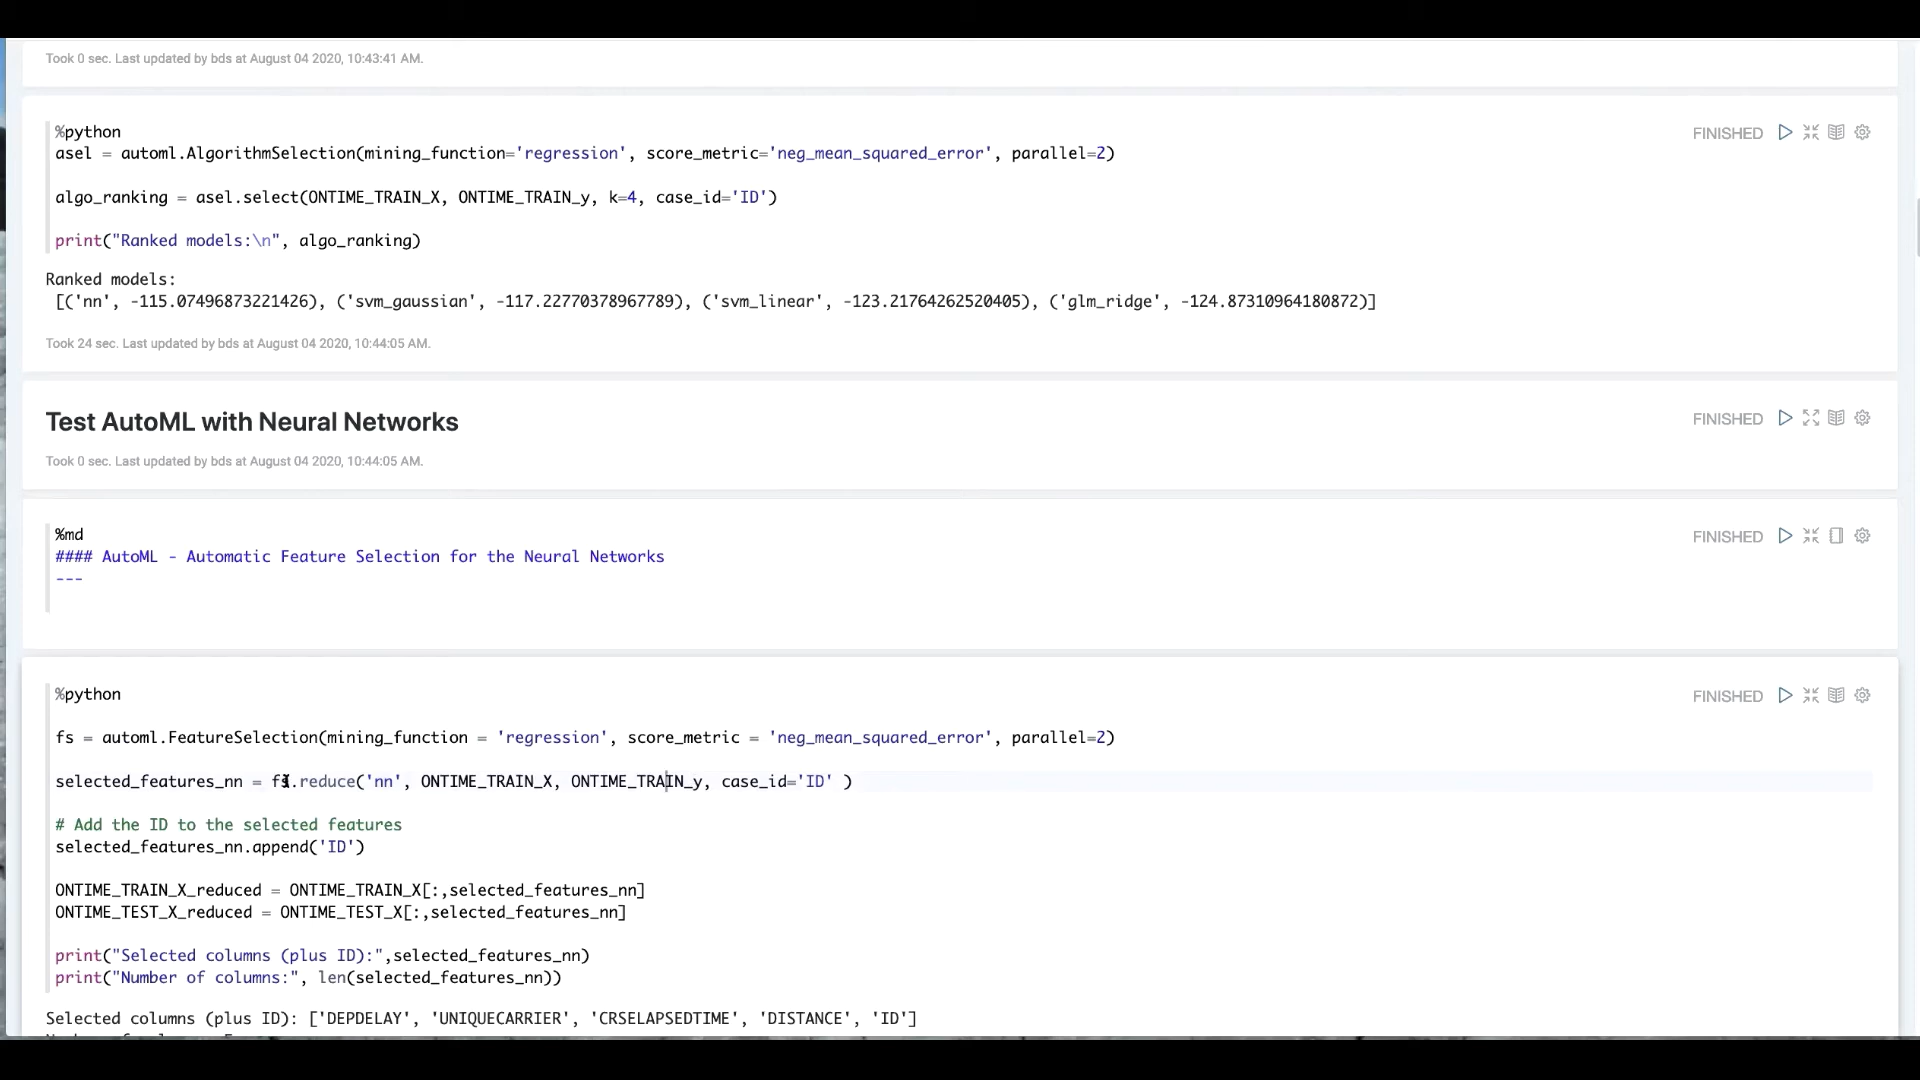 Took 0 sec. Last updated by bds at August 04 2020, 10:43:41 AM.
%python
FINISHED
asel = automl.AlgorithmSelection(mining_function='regression', score_metric='neg_mean_squared_error', parallel=2)
algo_ranking = asel.select(ONTIME_TRAIN_X, ONTIME_TRAIN_y, k=4, case_id='ID')
print("Ranked models:\n", algo_ranking)
Ranked models:
[('nn', -115.07496873221426), ('svm_gaussian', -117.22770378967789), ('svm_linear', -123.21764262520405), ('glm_ridge', -124.87310964180872)]
Took 24 sec. Last updated by bds at August 04 2020, 10:44:05 AM.
Test AutoML with Neural Networks
FINISHED
Took 0 sec. Last updated by bds at August 04 2020, 10:44:05 AM.
%md
FINISHED
#### AutoML - Automatic Feature Selection for the Neural Networks
---
%python
FINISHED
fs = automl.FeatureSelection(mining_function = 'regression', score_metric = 'neg_mean_squared_error', parallel=2)
selected_features_nn = fs.reduce('nn', ONTIME_TRAIN_X, ONTIME_TRAIN_y, case_id='ID' )
# Add the ID to the selected features
selected_features_nn.append('ID')
ONTIME_TRAIN_X_reduced = ONTIME_TRAIN_X[:,selected_features_nn]
ONTIME_TEST_X_reduced = ONTIME_TEST_X[:,selected_features_nn]
print("Selected columns (plus ID):",selected_features_nn)
print("Number of columns:", len(selected_features_nn))
Selected columns (plus ID): ['DEPDELAY', 'UNIQUECARRIER', 'CRSELAPSEDTIME', 'DISTANCE', 'ID']